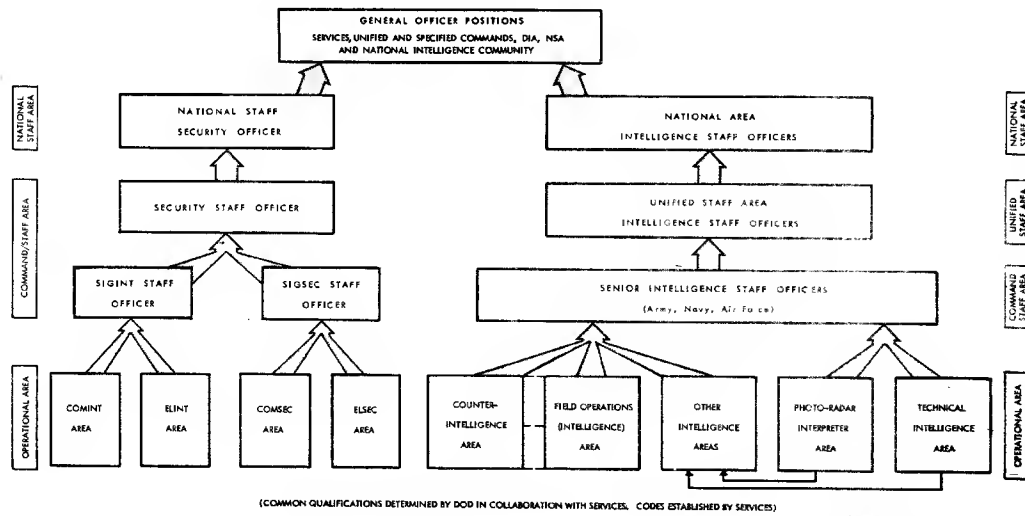 GENERAL OFFICER POSITIONS
SERVICES, UNIFIED AND SPECIFIED COMMANDS, DIA, NSA
AND NATIONAL INTELLIGENCE COMMUNITY
NATIONAL
STAFF AREA
NATIONAL STAFF
SECURITY OFFICER
NATIONAL AREA
INTELLIGENCE STAFF OFFICERS
NATIONAL
STAFF AREA
COMMAND/STAFF AREA
SECURITY STAFF OFFICER
UNIFIED STAFF AREA
INTELLIGENCE STAFF OFFICERS
UNIFIED
STAFF AREA
SIGINT STAFF
OFFICER
SIGSEC STAFF
OFFICER
SENIOR INTELLIGENCE STAFF OFFICERS
(Army, Navy, Air Force)
COMMAND
STAFF AREA
OPERATIONAL AREA
COMINT
AREA
ELINT
AREA
COMSEC
AREA
ELSEC
AREA
COUNTER-
INTELLIGENCE
AREA
FIELD OPERATIONS
(INTELLIGENCE)
AREA
OTHER
INTELLIGENCE
AREAS
PHOTO-RADAR
INTERPRETER
AREA
TECHNICAL
INTELLIGENCE
AREA
OPERATIONAL AREA
(COMMON QUALIFICATIONS DETERMINED BY DOD IN COLLABORATION WITH SERVICES. CODES ESTABLISHED BY SERVICES)